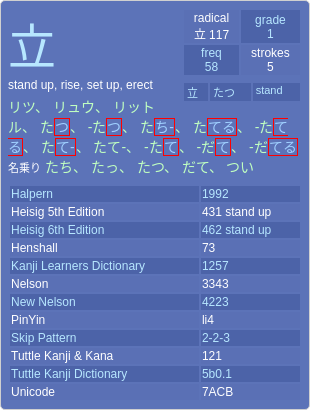 立
radical
立 117
grade
1
freq
58
strokes
5
stand up, rise, set up, erect
立 たつ stand
リツ、 リュウ、 リット
ル、 たつ、 -たつ、 たち-、 たてる、 -たて
る、 たて-、 たて-、 -たて、 -だて、 -だてる
名乗り たち、 たっ、 たつ、 だて、 つい
Halpern 1992
Heisig 5th Edition 431 stand up
Heisig 6th Edition 462 stand up
Henshall 73
Kanji Learners Dictionary 1257
Nelson 3343
New Nelson 4223
PinYin li4
Skip Pattern 2-2-3
Tuttle Kanji & Kana 121
Tuttle Kanji Dictionary 5b0.1
Unicode 7ACB